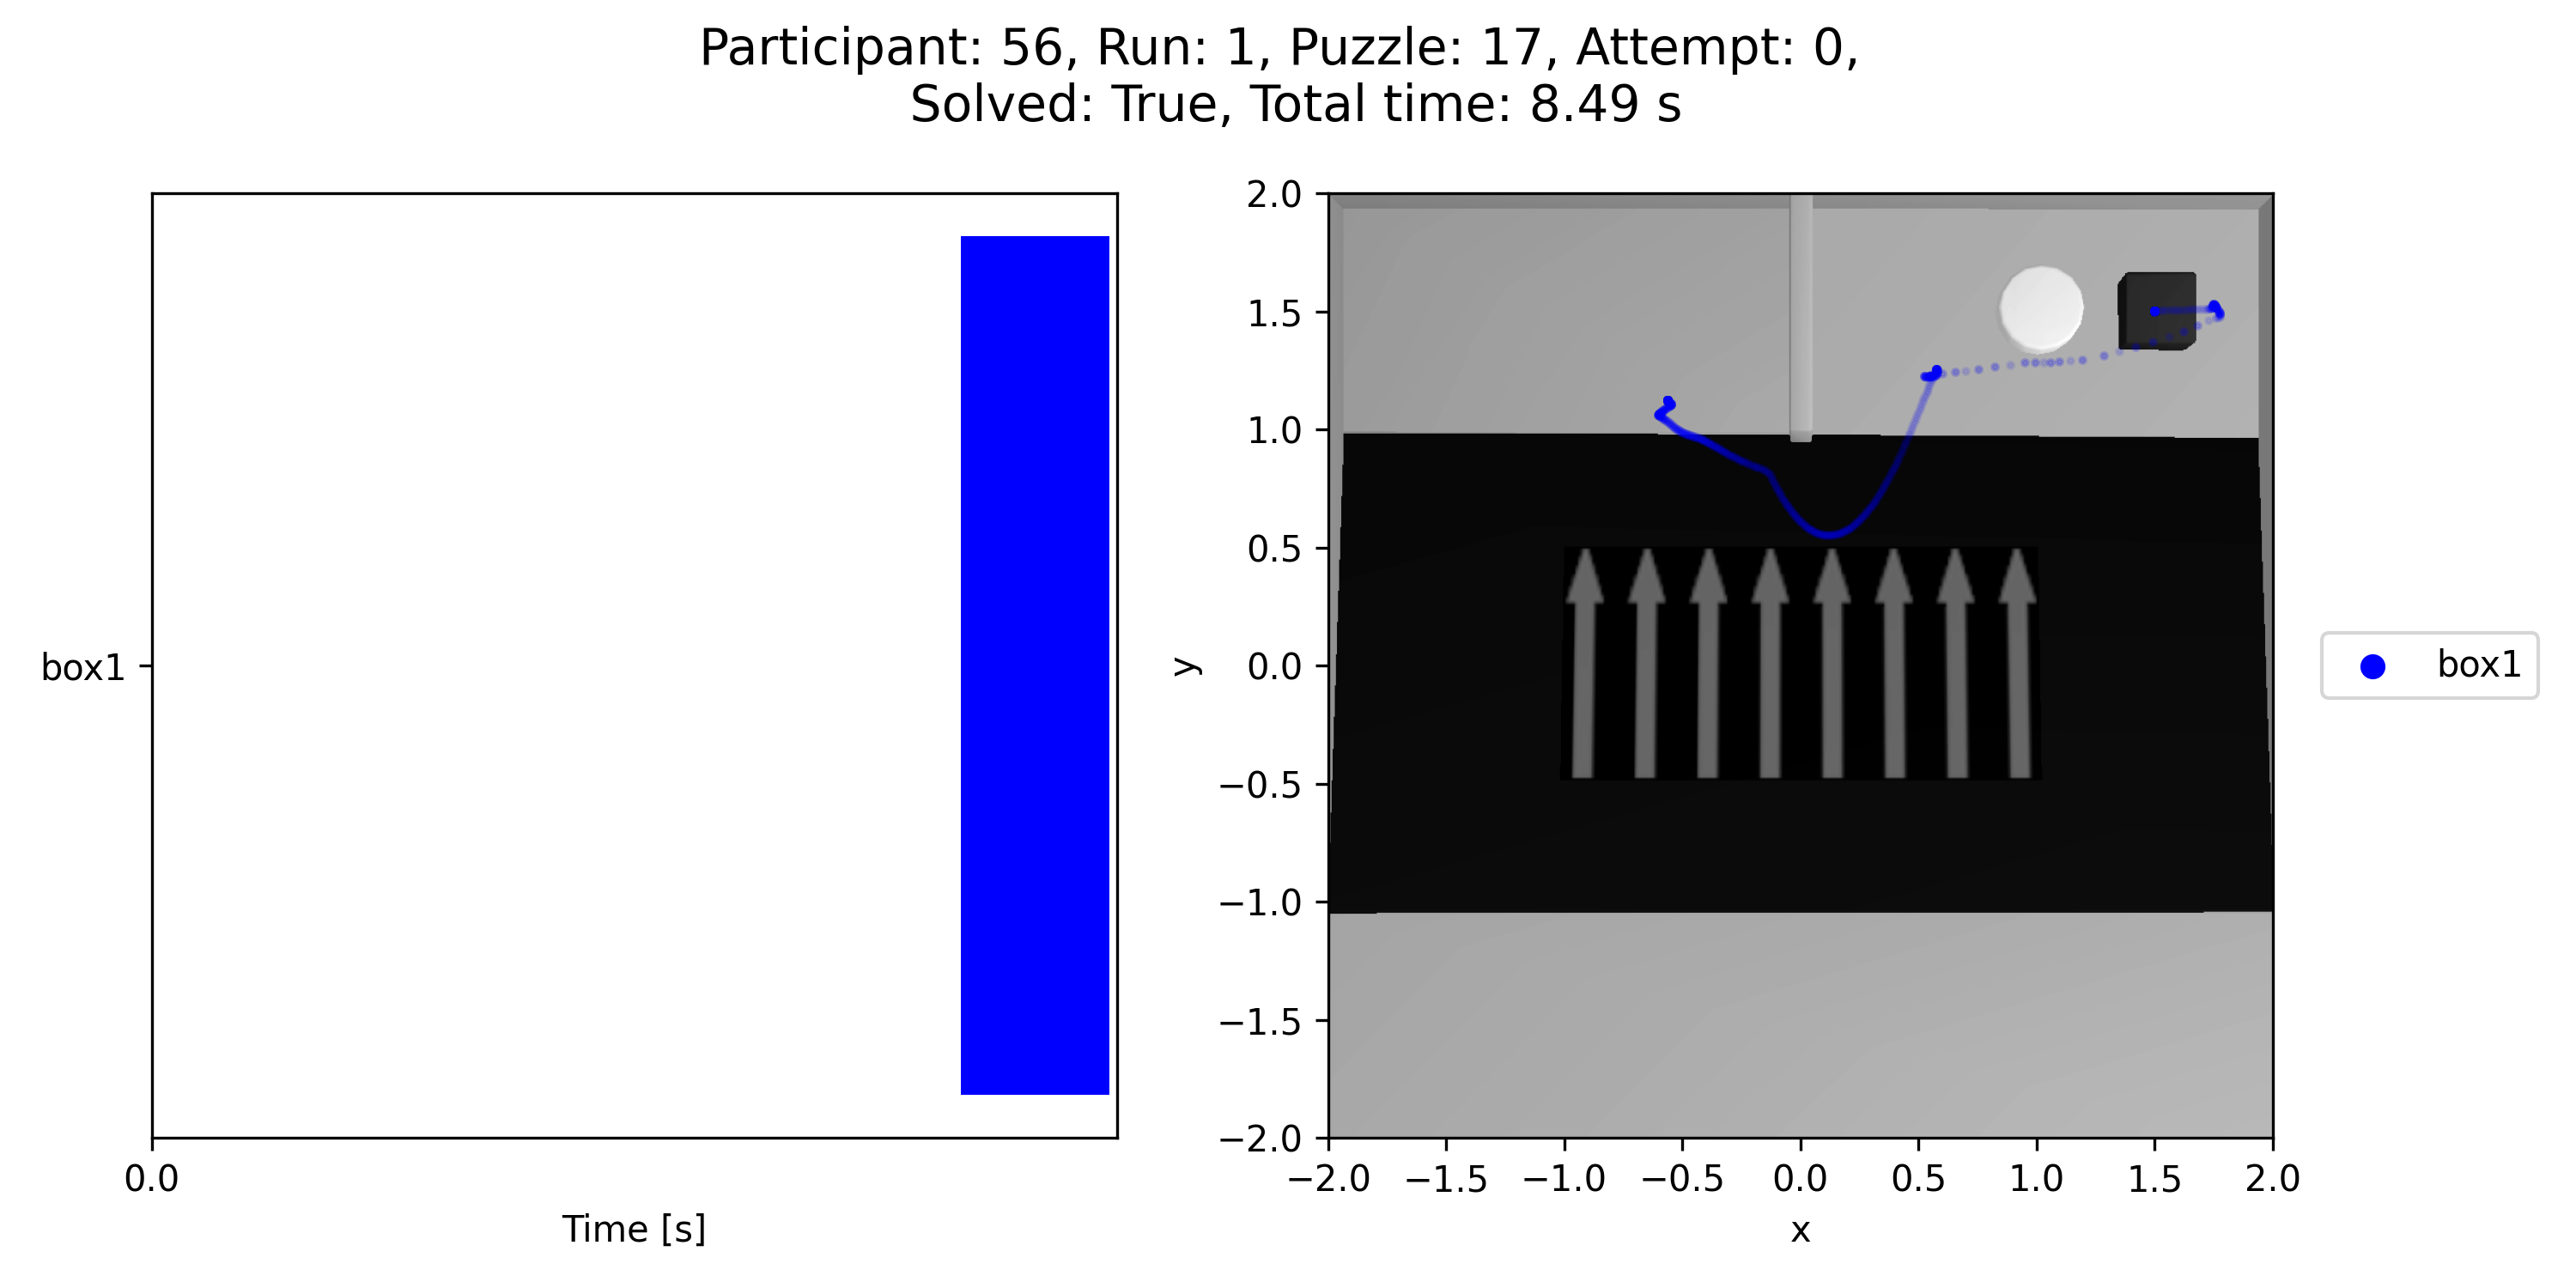 Participant: 56, Run: 1, Puzzle: 17, Attempt: 0,
Solved: True, Total time: 8.49 s
box1
0.0
Time [s]
2.0
1.5
1.0
0.5
0.0
−0.5
−1.0
−1.5
−2.0
y
−2.0 −1.5 −1.0 −0.5 0.0 0.5 1.0 1.5 2.0
x
box1